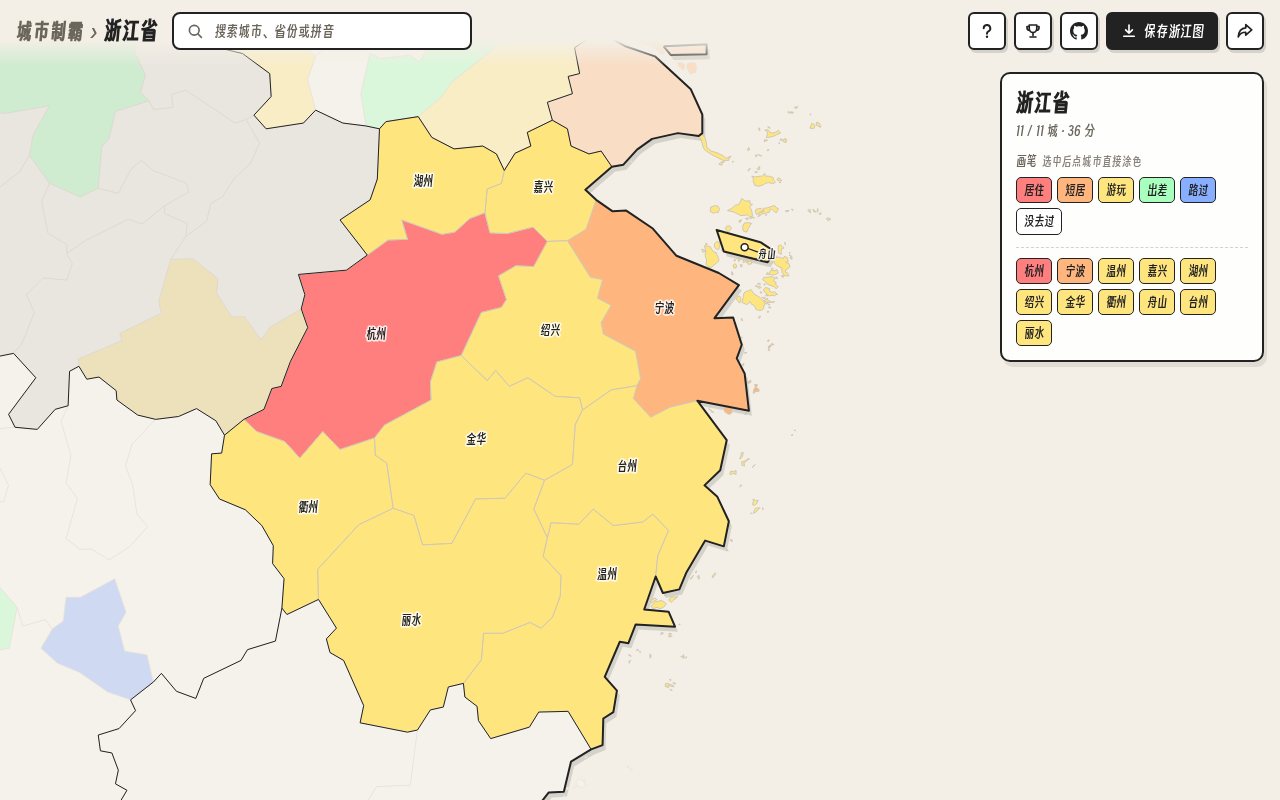 城市制霸 › 浙江省
搜索城市、省份或拼音
?
保存浙江图
浙江省
11 / 11 城 · 36 分
画笔 选中后点城市直接涂色
居住 短居 游玩 出差 路过
没去过
杭州 宁波 温州 嘉兴 湖州
绍兴 金华 衢州 舟山 台州
丽水
湖州
嘉兴
舟山
宁波
杭州
绍兴
金华
台州
衢州
温州
丽水